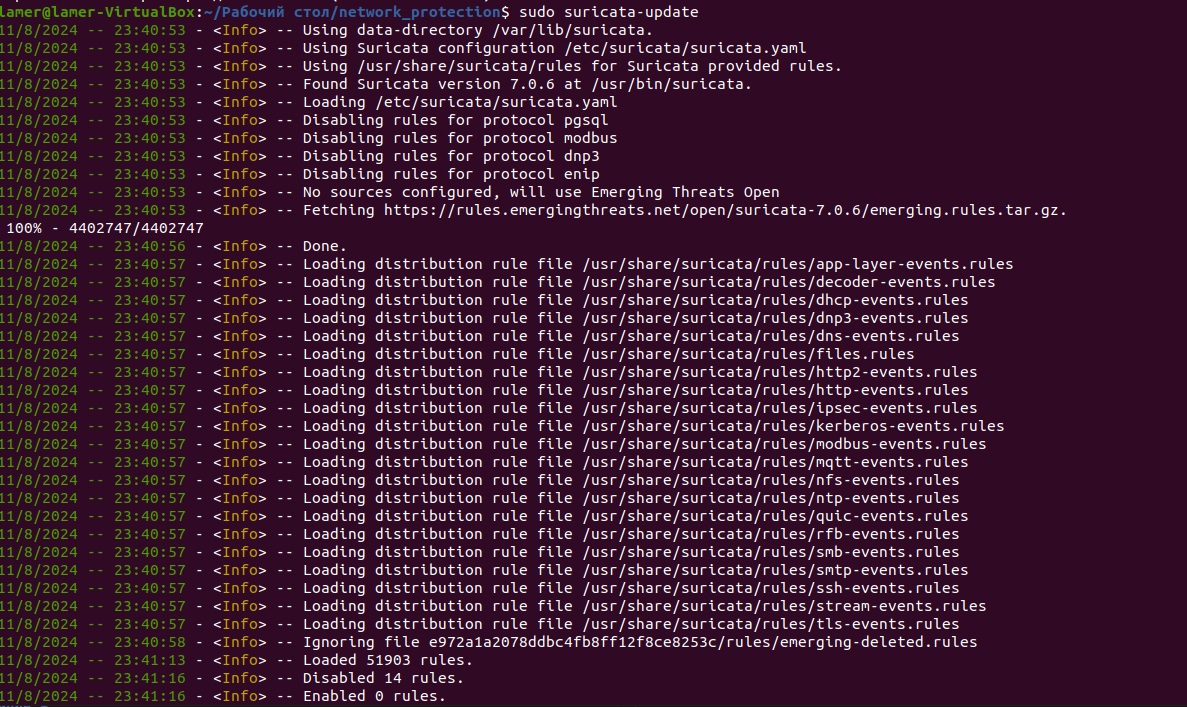 lamer@lamer-VirtualBox:~/Рабочий стол/network_protection$ sudo suricata-update
11/8/2024 -- 23:40:53 - <Info> -- Using data-directory /var/lib/suricata.
11/8/2024 -- 23:40:53 - <Info> -- Using Suricata configuration /etc/suricata/suricata.yaml
11/8/2024 -- 23:40:53 - <Info> -- Using /usr/share/suricata/rules for Suricata provided rules.
11/8/2024 -- 23:40:53 - <Info> -- Found Suricata version 7.0.6 at /usr/bin/suricata.
11/8/2024 -- 23:40:53 - <Info> -- Loading /etc/suricata/suricata.yaml
11/8/2024 -- 23:40:53 - <Info> -- Disabling rules for protocol pgsql
11/8/2024 -- 23:40:53 - <Info> -- Disabling rules for protocol modbus
11/8/2024 -- 23:40:53 - <Info> -- Disabling rules for protocol dnp3
11/8/2024 -- 23:40:53 - <Info> -- Disabling rules for protocol enip
11/8/2024 -- 23:40:53 - <Info> -- No sources configured, will use Emerging Threats Open
11/8/2024 -- 23:40:53 - <Info> -- Fetching https://rules.emergingthreats.net/open/suricata-7.0.6/emerging.rules.tar.gz.
100% - 4402747/4402747
11/8/2024 -- 23:40:56 - <Info> -- Done.
11/8/2024 -- 23:40:57 - <Info> -- Loading distribution rule file /usr/share/suricata/rules/app-layer-events.rules
11/8/2024 -- 23:40:57 - <Info> -- Loading distribution rule file /usr/share/suricata/rules/decoder-events.rules
11/8/2024 -- 23:40:57 - <Info> -- Loading distribution rule file /usr/share/suricata/rules/dhcp-events.rules
11/8/2024 -- 23:40:57 - <Info> -- Loading distribution rule file /usr/share/suricata/rules/dnp3-events.rules
11/8/2024 -- 23:40:57 - <Info> -- Loading distribution rule file /usr/share/suricata/rules/dns-events.rules
11/8/2024 -- 23:40:57 - <Info> -- Loading distribution rule file /usr/share/suricata/rules/files.rules
11/8/2024 -- 23:40:57 - <Info> -- Loading distribution rule file /usr/share/suricata/rules/http2-events.rules
11/8/2024 -- 23:40:57 - <Info> -- Loading distribution rule file /usr/share/suricata/rules/http-events.rules
11/8/2024 -- 23:40:57 - <Info> -- Loading distribution rule file /usr/share/suricata/rules/ipsec-events.rules
11/8/2024 -- 23:40:57 - <Info> -- Loading distribution rule file /usr/share/suricata/rules/kerberos-events.rules
11/8/2024 -- 23:40:57 - <Info> -- Loading distribution rule file /usr/share/suricata/rules/modbus-events.rules
11/8/2024 -- 23:40:57 - <Info> -- Loading distribution rule file /usr/share/suricata/rules/mqtt-events.rules
11/8/2024 -- 23:40:57 - <Info> -- Loading distribution rule file /usr/share/suricata/rules/nfs-events.rules
11/8/2024 -- 23:40:57 - <Info> -- Loading distribution rule file /usr/share/suricata/rules/ntp-events.rules
11/8/2024 -- 23:40:57 - <Info> -- Loading distribution rule file /usr/share/suricata/rules/quic-events.rules
11/8/2024 -- 23:40:57 - <Info> -- Loading distribution rule file /usr/share/suricata/rules/rfb-events.rules
11/8/2024 -- 23:40:57 - <Info> -- Loading distribution rule file /usr/share/suricata/rules/smb-events.rules
11/8/2024 -- 23:40:57 - <Info> -- Loading distribution rule file /usr/share/suricata/rules/smtp-events.rules
11/8/2024 -- 23:40:57 - <Info> -- Loading distribution rule file /usr/share/suricata/rules/ssh-events.rules
11/8/2024 -- 23:40:57 - <Info> -- Loading distribution rule file /usr/share/suricata/rules/stream-events.rules
11/8/2024 -- 23:40:57 - <Info> -- Loading distribution rule file /usr/share/suricata/rules/tls-events.rules
11/8/2024 -- 23:40:58 - <Info> -- Ignoring file e972a1a2078ddbc4fb8ff12f8ce8253c/rules/emerging-deleted.rules
11/8/2024 -- 23:41:13 - <Info> -- Loaded 51903 rules.
11/8/2024 -- 23:41:16 - <Info> -- Disabled 14 rules.
11/8/2024 -- 23:41:16 - <Info> -- Enabled 0 rules.